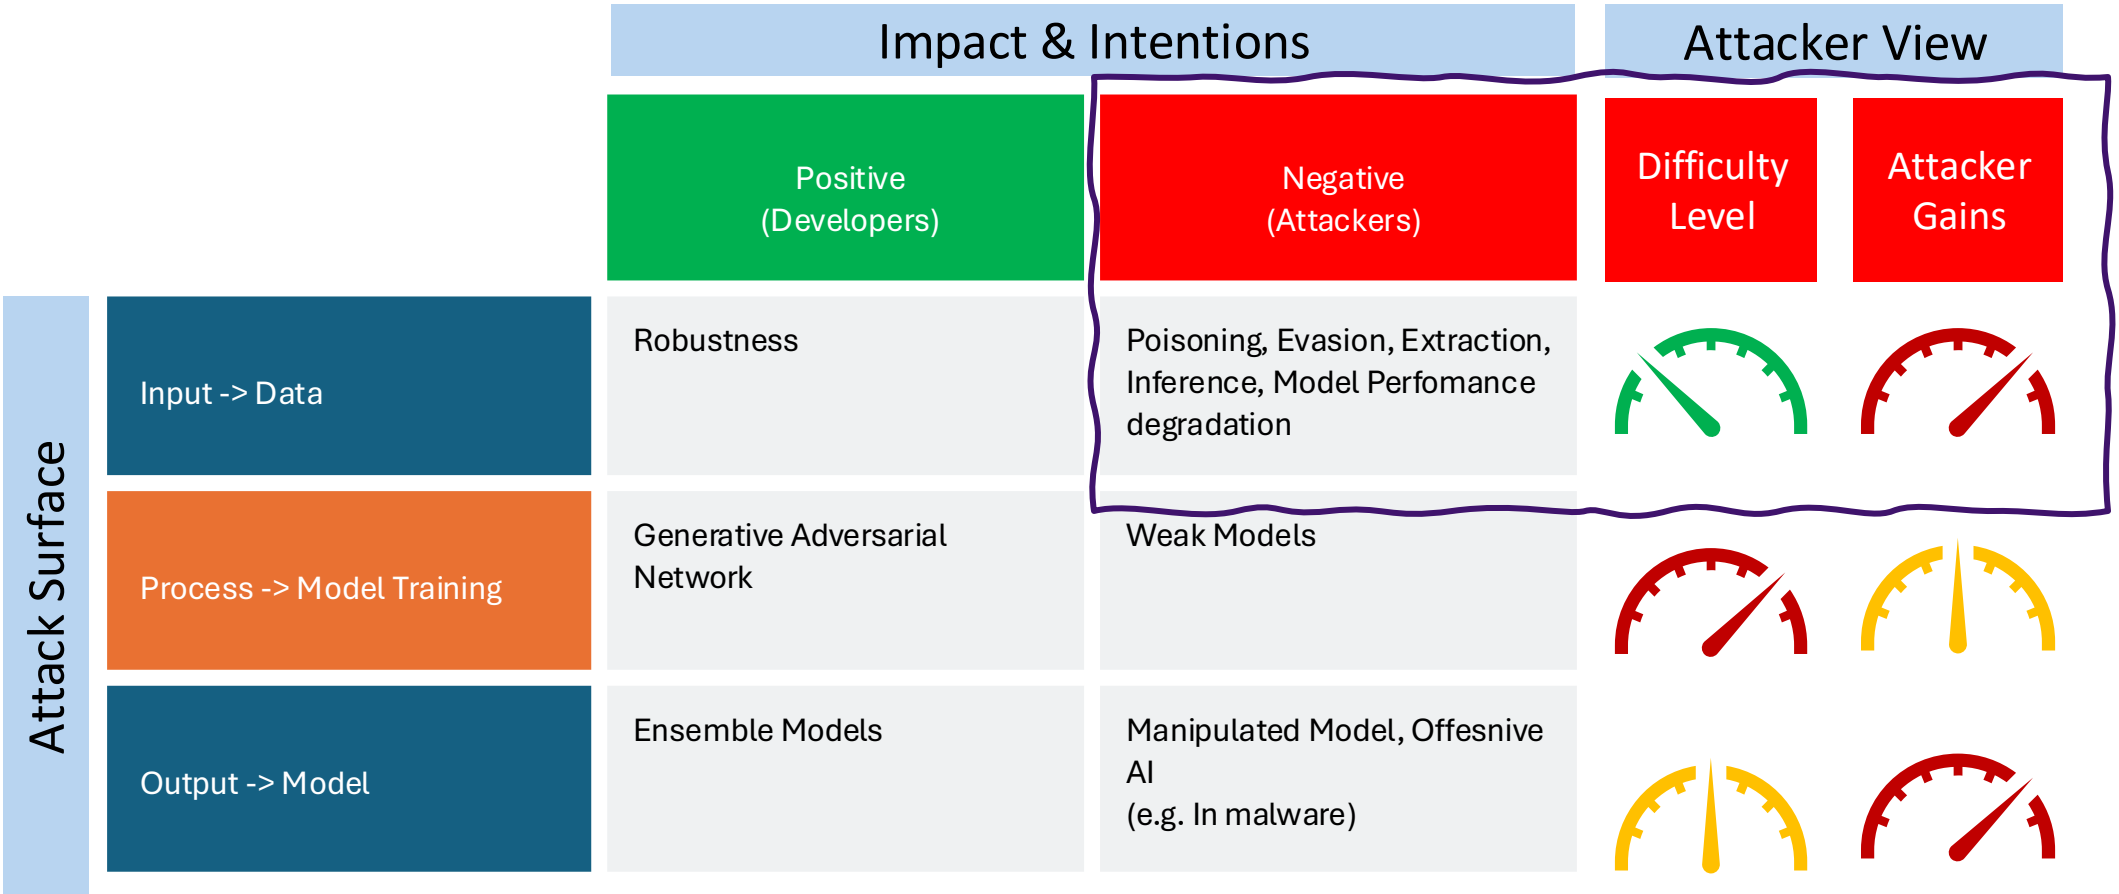 Impact & Intentions
Attacker View
Positive
(Developers)
Negative
(Attackers)
Difficulty
Level
Attacker
Gains
Attack Surface
Input -> Data
Robustness
Poisoning, Evasion, Extraction,
Inference, Model Perfomance
degradation
Process -> Model Training
Generative Adversarial
Network
Weak Models
Output -> Model
Ensemble Models
Manipulated Model, Offesnive
AI
(e.g. In malware)